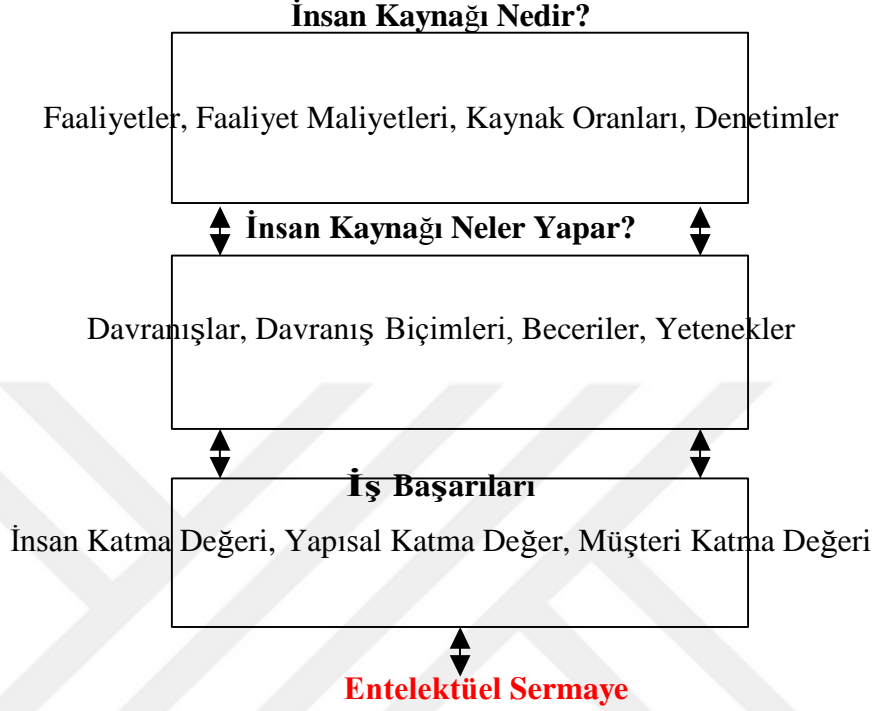 İnsan Kaynağı Nedir?
Faaliyetler, Faaliyet Maliyetleri, Kaynak Oranları, Denetimler
İnsan Kaynağı Neler Yapar?
Davranışlar, Davranış Biçimleri, Beceriler, Yetenekler
İş Başarıları
İnsan Katma Değeri, Yapısal Katma Değer, Müşteri Katma Değeri
Entelektüel Sermaye